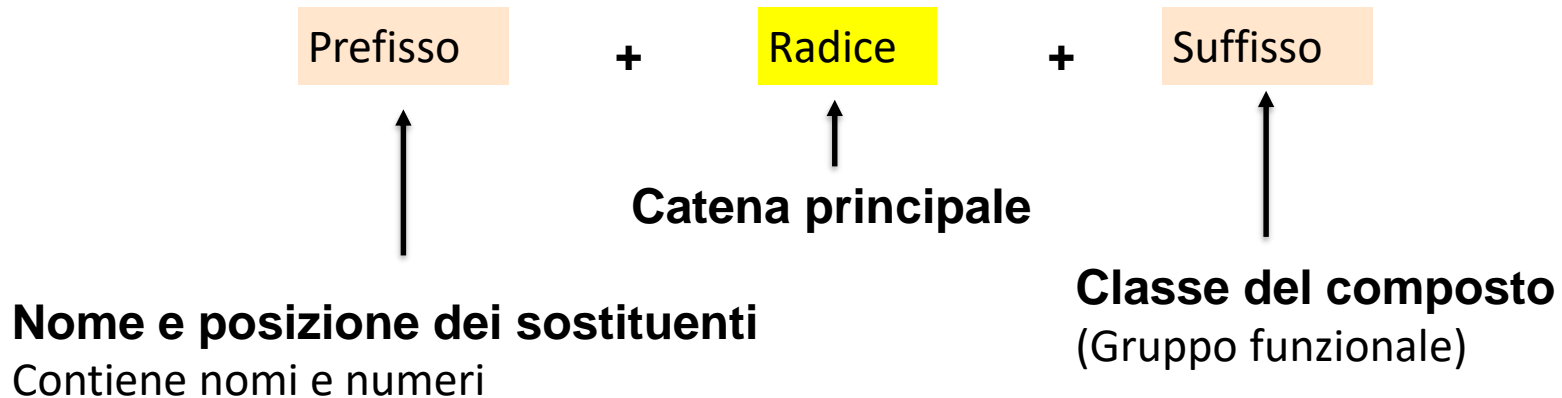 Prefisso + Radice + Suffisso
Catena principale
Nome e posizione dei sostituenti
Contiene nomi e numeri
Classe del composto
(Gruppo funzionale)